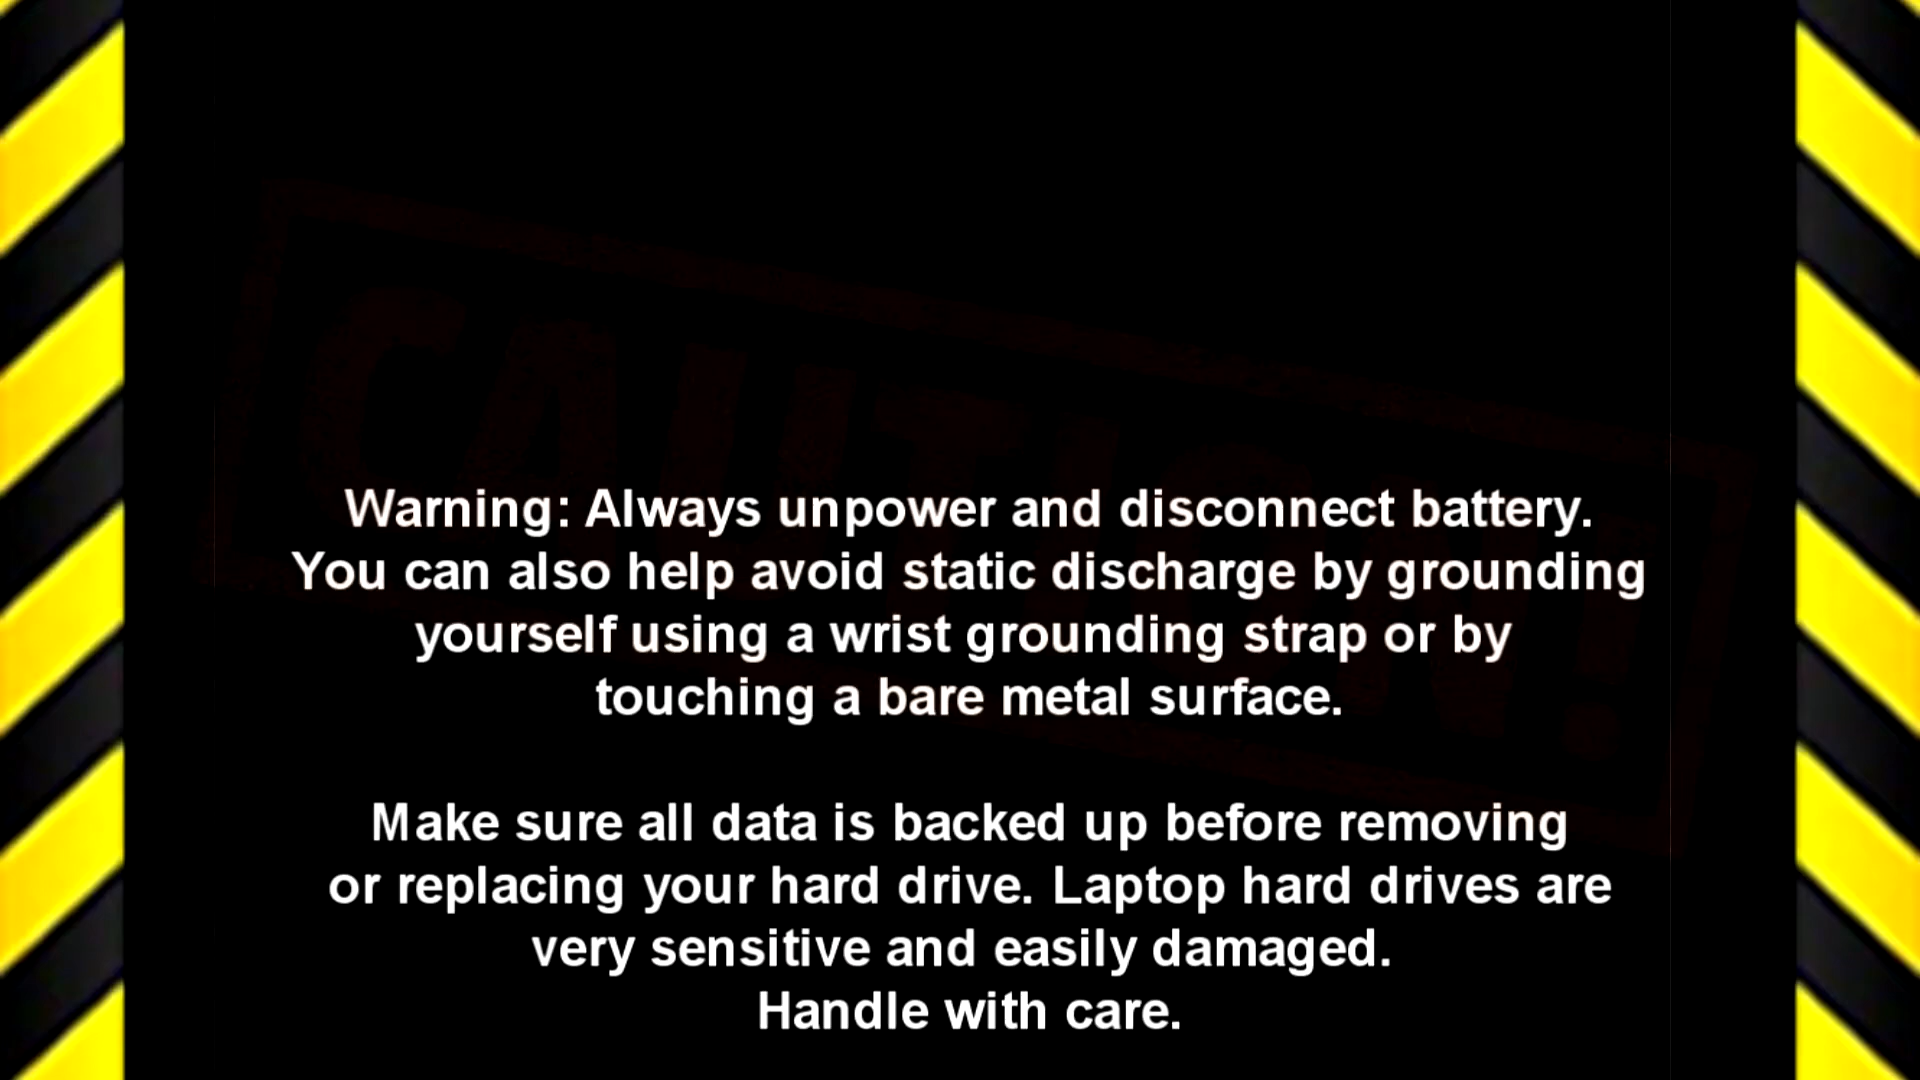 CAUTION!
Warning: Always unpower and disconnect battery.
You can also help avoid static discharge by grounding
yourself using a wrist grounding strap or by
touching a bare metal surface.
Make sure all data is backed up before removing
or replacing your hard drive. Laptop hard drives are
very sensitive and easily damaged.
Handle with care.